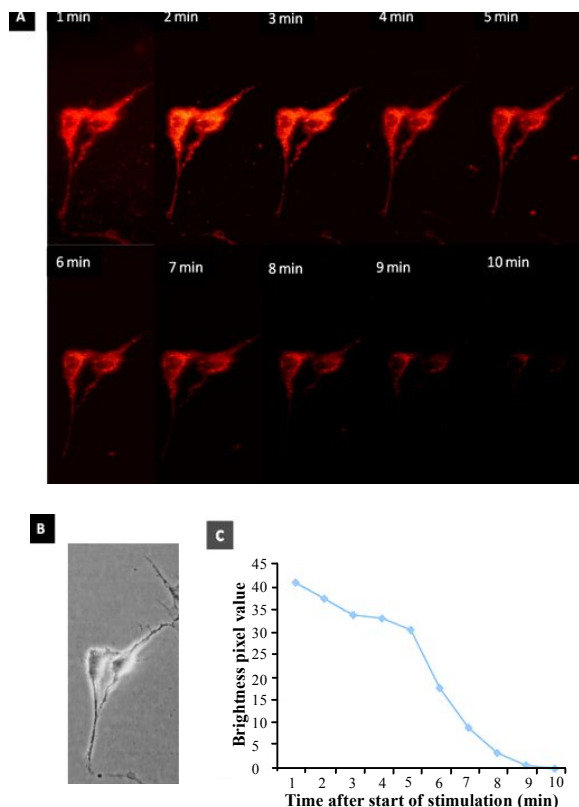 A
1 min 2 min 3 min 4 min 5 min
6 min 7 min 8 min 9 min 10 min
B
C
Brightness pixel value
45
40
35
30
25
20
15
10
5
0
1 2 3 4 5 6 7 8 9 10
Time after start of stimulation (min)